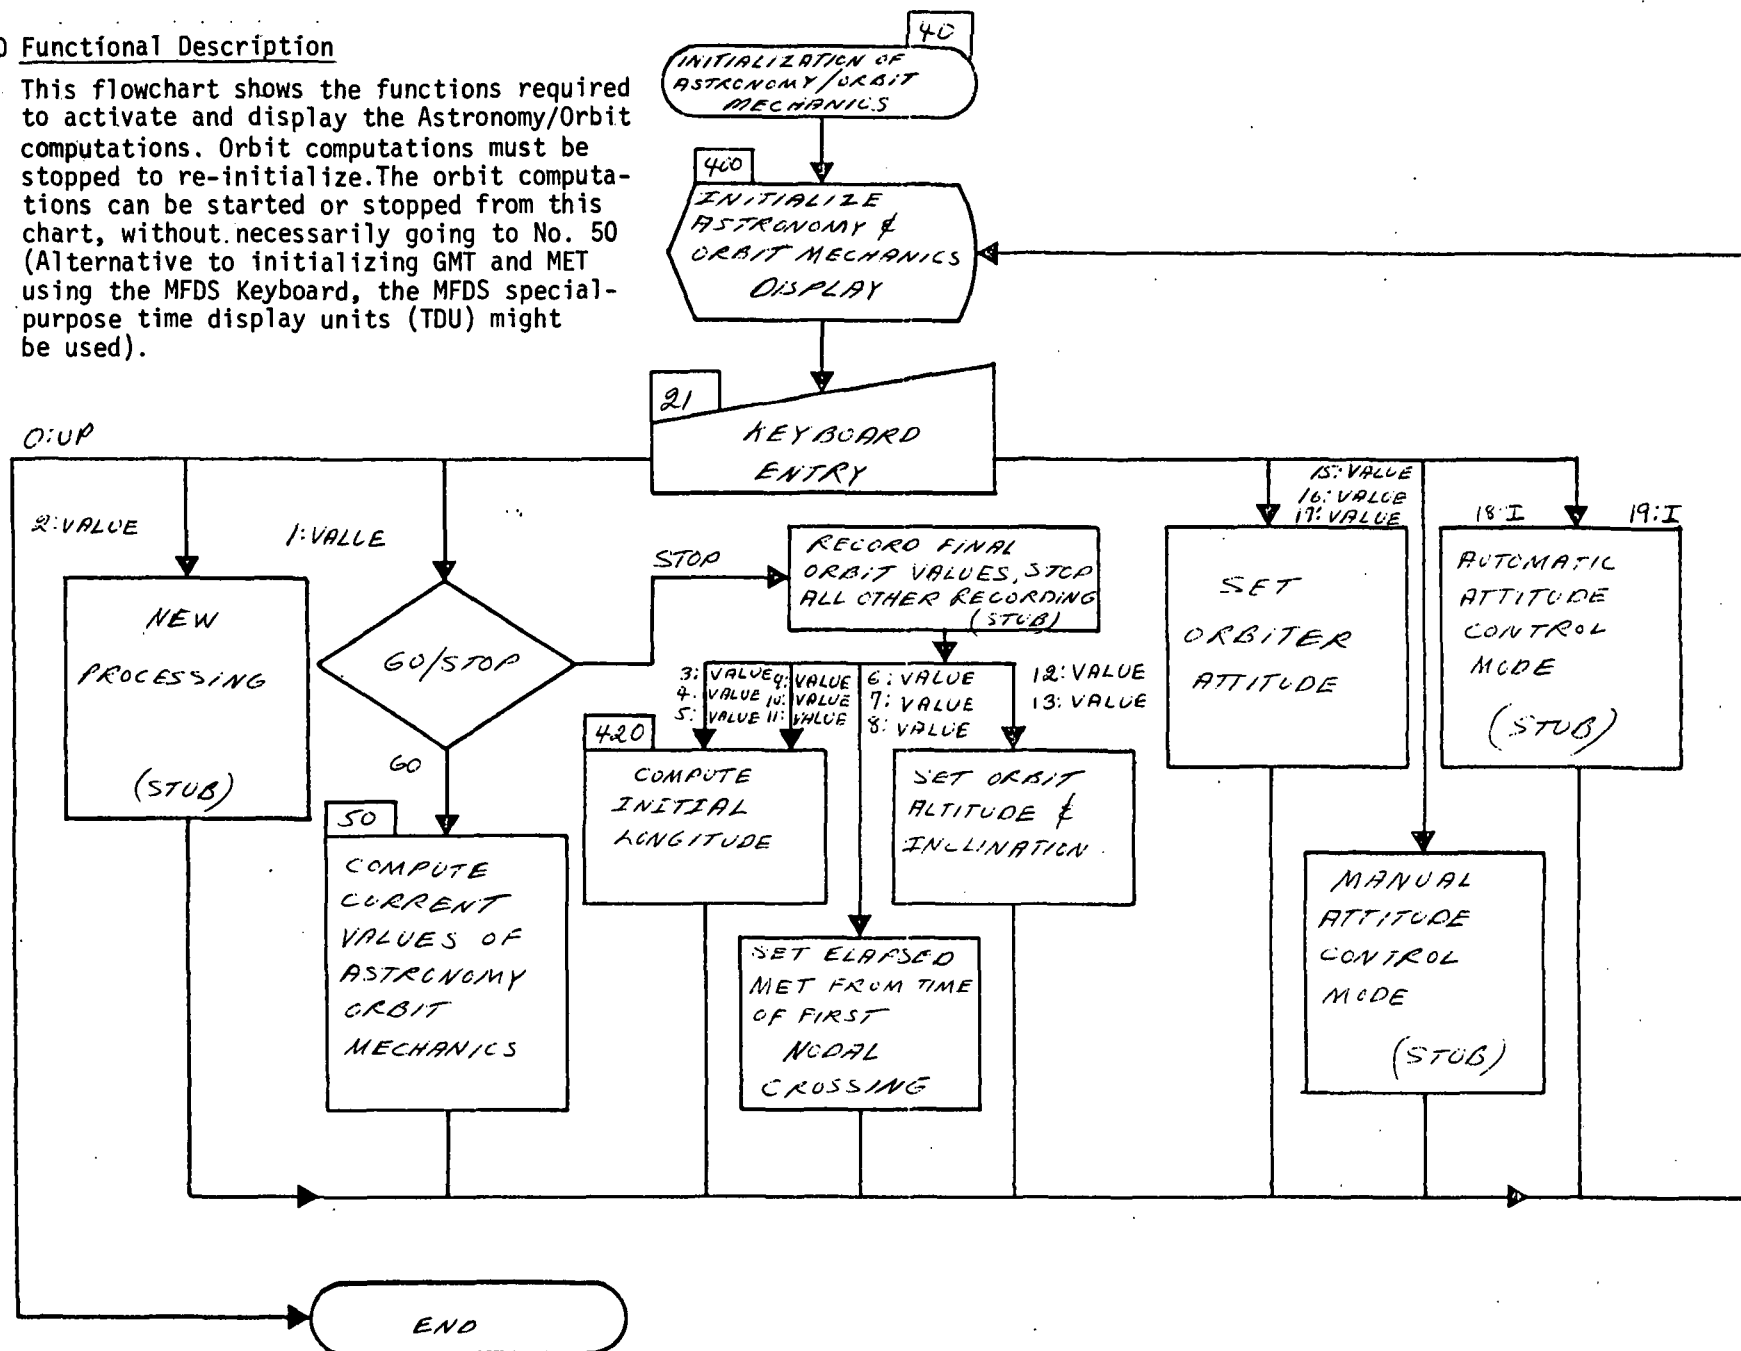 0 Functional Description
This flowchart shows the functions required
to activate and display the Astronomy/Orbit
computations. Orbit computations must be
stopped to re-initialize.The orbit computa-
tions can be started or stopped from this
chart, without necessarily going to No. 50
(Alternative to initializing GMT and MET
using the MFDS Keyboard, the MFDS special-
purpose time display units (TDU) might
be used).
40
INITIALIZATION OF
ASTRONOMY/ORBIT
MECHANICS
400
INITIALIZE
ASTRONOMY &
ORBIT MECHANICS
DISPLAY
21
KEYBOARD
ENTRY
0:UP
2:VALUE
1:VALUE
NEW
PROCESSING
(STUB)
GO/STOP
STOP
GO
RECORD FINAL
ORBIT VALUES, STOP
ALL OTHER RECORDING
(STUB)
3: VALUE
4. VALUE
5: VALUE
9: VALUE
10: VALUE
11: VALUE
6: VALUE
7: VALUE
8: VALUE
12: VALUE
13: VALUE
420
COMPUTE
INITIAL
LONGITUDE
SET ORBIT
ALTITUDE &
INCLINATION
50
COMPUTE
CURRENT
VALUES OF
ASTRONOMY
ORBIT
MECHANICS
SET ELAPSED
MET FROM TIME
OF FIRST
NODAL
CROSSING
15: VALUE
16: VALUE
17: VALUE
18:I
19:I
SET
ORBITER
ATTITUDE
AUTOMATIC
ATTITUDE
CONTROL
MODE
(STUB)
MANUAL
ATTITUDE
CONTROL
MODE
(STUB)
END